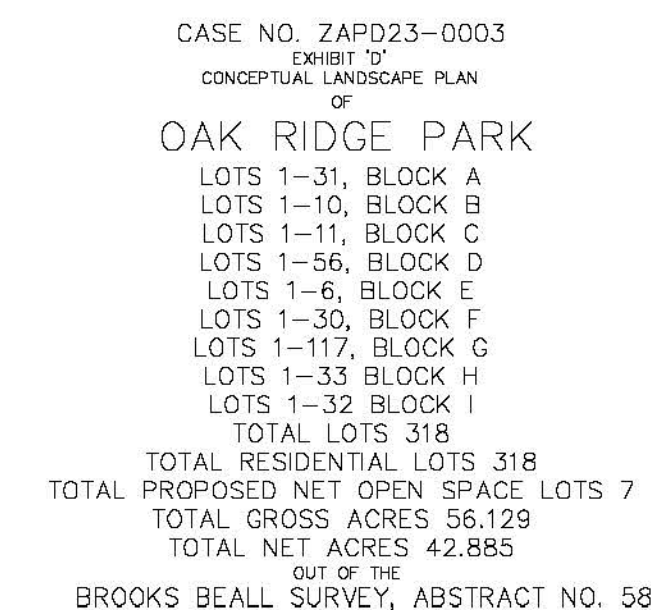 CASE NO. ZAPD23-0003
EXHIBIT 'D'
CONCEPTUAL LANDSCAPE PLAN
OF
OAK RIDGE PARK
LOTS 1-31, BLOCK A
LOTS 1-10, BLOCK B
LOTS 1-11, BLOCK C
LOTS 1-56, BLOCK D
LOTS 1-6, BLOCK E
LOTS 1-30, BLOCK F
LOTS 1-117, BLOCK G
LOTS 1-33 BLOCK H
LOTS 1-32 BLOCK I
TOTAL LOTS 318
TOTAL RESIDENTIAL LOTS 318
TOTAL PROPOSED NET OPEN SPACE LOTS 7
TOTAL GROSS ACRES 56.129
TOTAL NET ACRES 42.885
OUT OF THE
BROOKS BEALL SURVEY, ABSTRACT NO. 58